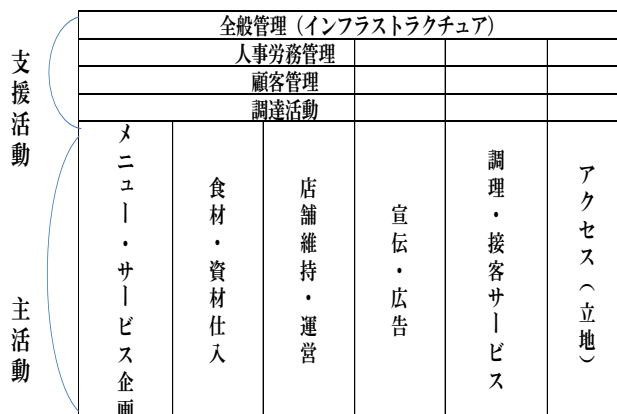 全般管理（インフラストラクチュア）
人事労務管理
顧客管理
調達活動
支援活動
主活動
メニュー・サービス企画
食材・資材仕入
店舗維持・運営
宣伝・広告
調理・接客サービス
アクセス（立地）